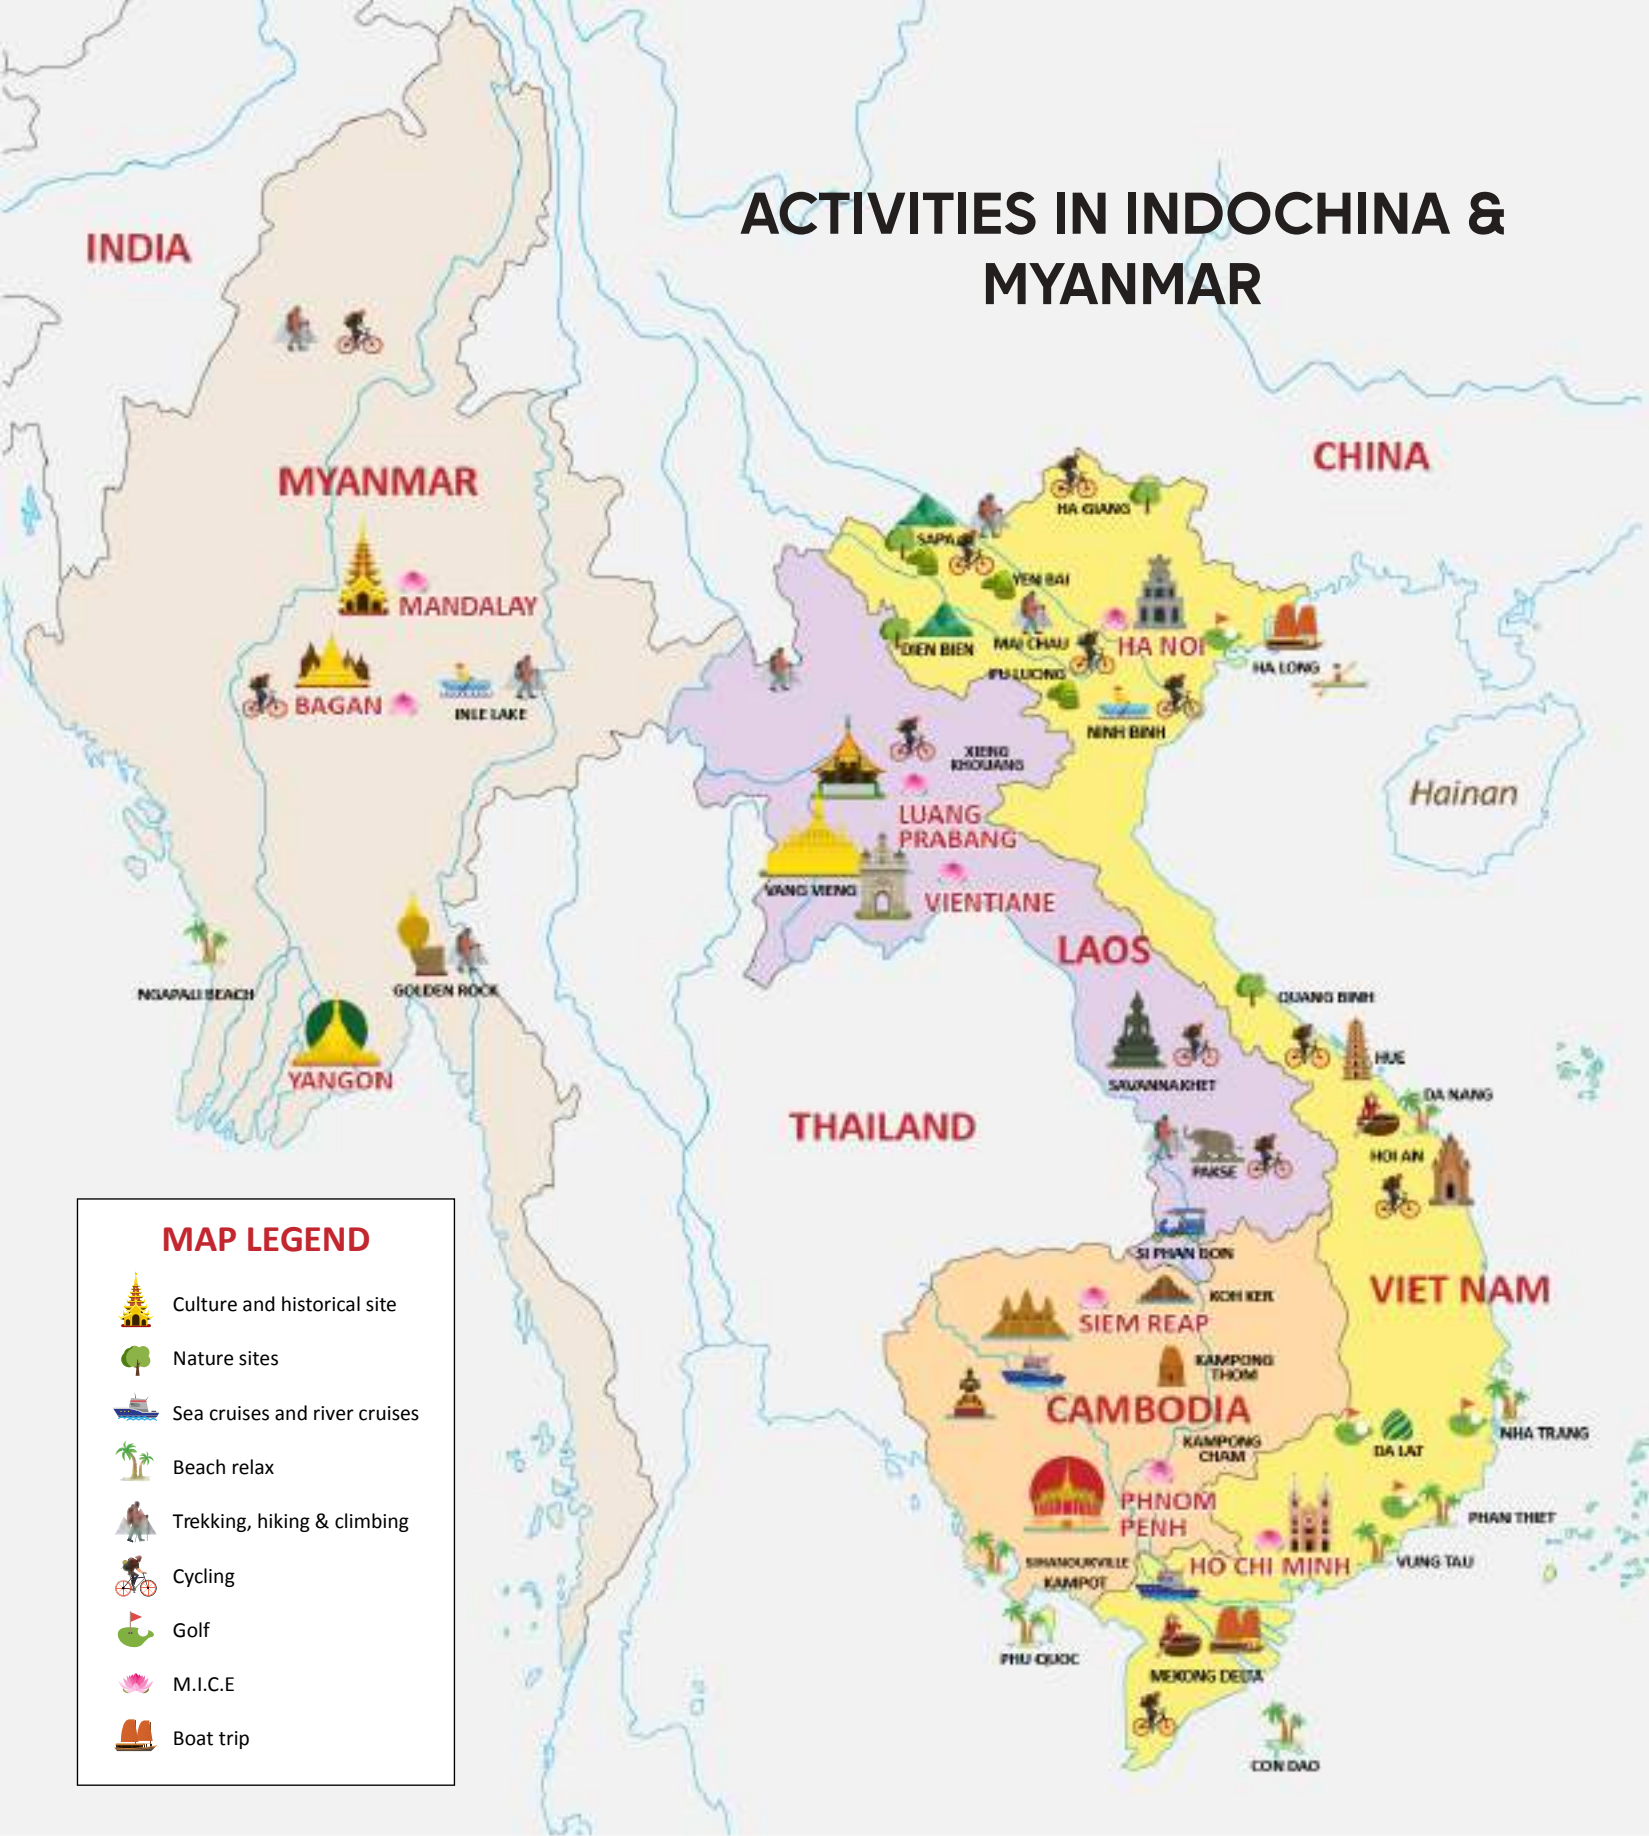 ACTIVITIES IN INDOCHINA &
MYANMAR
INDIA
CHINA
MYANMAR
HA GIANG
SAPA
YEN BAI
MANDALAY
DIEN BIEN
MAI CHAU
HA NOI
PU LUONG
HA LONG
BAGAN
INLE LAKE
NINH BINH
XIENG
KHOUANG
Hainan
LUANG
PRABANG
VANG VIENG
VIENTIANE
LAOS
NGAPALI BEACH
GOLDEN ROCK
QUANG BINH
HUE
YANGON
SAVANNAKHET
DA NANG
THAILAND
HOI AN
PAKSE
SI PHAN DON
VIET NAM
KOH KER
SIEM REAP
KAMPONG
THOM
CAMBODIA
KAMPONG
CHAM
DA LAT
NHA TRANG
PHNOM
PENH
PHAN THIET
SIHANOUKVILLE
HO CHI MINH
VUNG TAU
KAMPOT
PHU QUOC
MEKONG DELTA
CON DAO
MAP LEGEND
Culture and historical site
Nature sites
Sea cruises and river cruises
Beach relax
Trekking, hiking & climbing
Cycling
Golf
M.I.C.E
Boat trip